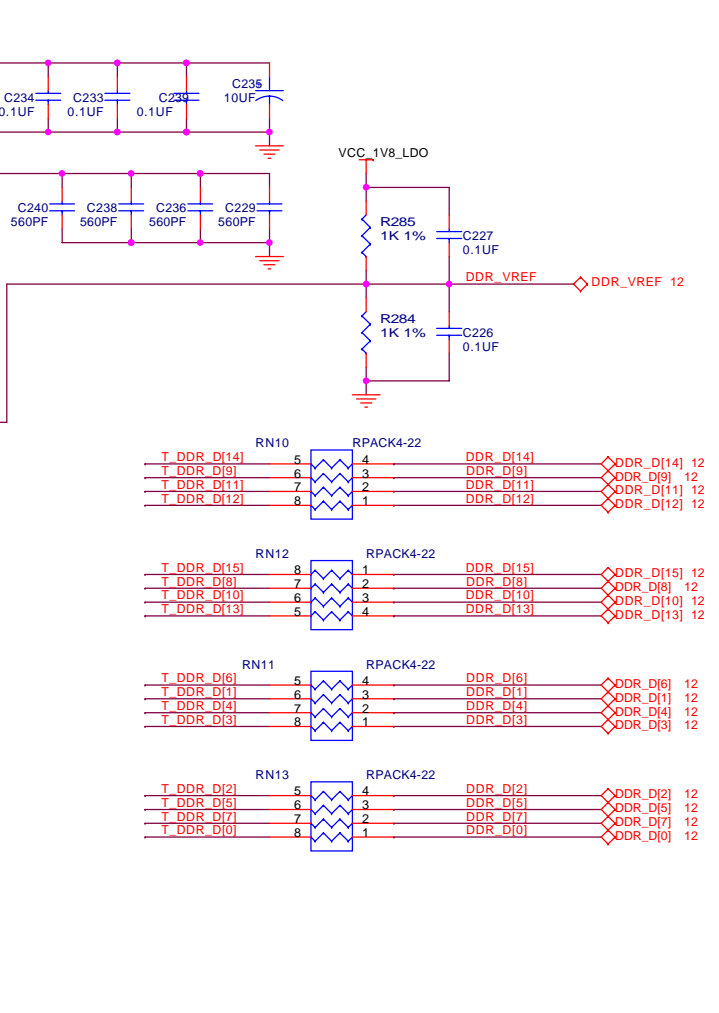 C234
0.1UF
C233
0.1UF
C239
0.1UF
C235
10UF
C240
560PF
C238
560PF
C236
560PF
C229
560PF
VCC_1V8_LDO
R285
1K 1%
C227
0.1UF
DDR_VREF
DDR_VREF 12
R284
1K 1%
C226
0.1UF
RN10 RPACK4-22
T_DDR_D[14] 5 4 DDR_D[14] DDR_D[14] 12
T_DDR_D[9] 6 3 DDR_D[9] DDR_D[9] 12
T_DDR_D[11] 7 2 DDR_D[11] DDR_D[11] 12
T_DDR_D[12] 8 1 DDR_D[12] DDR_D[12] 12
RN12 RPACK4-22
T_DDR_D[15] 8 1 DDR_D[15] DDR_D[15] 12
T_DDR_D[8] 7 2 DDR_D[8] DDR_D[8] 12
T_DDR_D[10] 6 3 DDR_D[10] DDR_D[10] 12
T_DDR_D[13] 5 4 DDR_D[13] DDR_D[13] 12
RN11 RPACK4-22
T_DDR_D[6] 5 4 DDR_D[6] DDR_D[6] 12
T_DDR_D[1] 6 3 DDR_D[1] DDR_D[1] 12
T_DDR_D[4] 7 2 DDR_D[4] DDR_D[4] 12
T_DDR_D[3] 8 1 DDR_D[3] DDR_D[3] 12
RN13 RPACK4-22
T_DDR_D[2] 5 4 DDR_D[2] DDR_D[2] 12
T_DDR_D[5] 6 3 DDR_D[5] DDR_D[5] 12
T_DDR_D[7] 7 2 DDR_D[7] DDR_D[7] 12
T_DDR_D[0] 8 1 DDR_D[0] DDR_D[0] 12